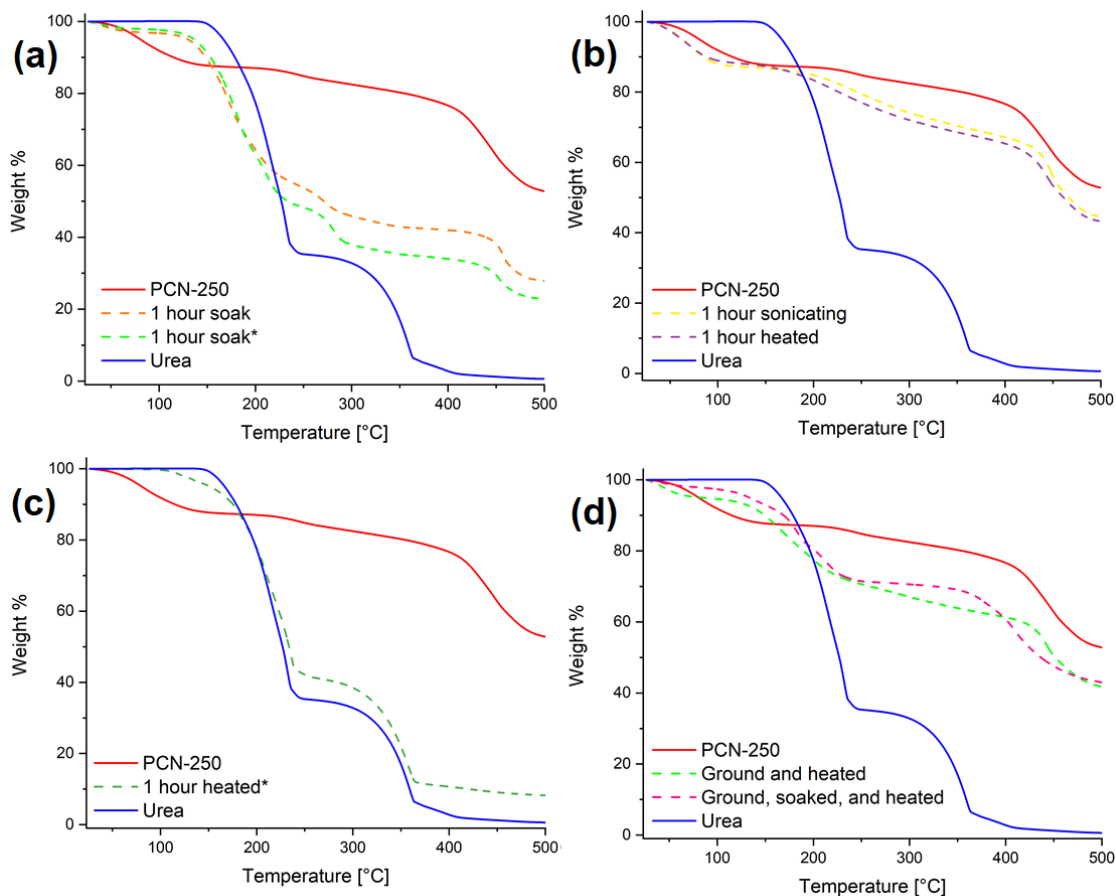 (a)
100
80
60
40
20
0
Weight %
PCN-250
1 hour soak
1 hour soak*
Urea
100 200 300 400 500
Temperature [°C]
(b)
100
80
60
40
20
0
Weight %
PCN-250
1 hour sonicating
1 hour heated
Urea
100 200 300 400 500
Temperature [°C]
(c)
100
80
60
40
20
0
Weight %
PCN-250
1 hour heated*
Urea
100 200 300 400 500
Temperature [°C]
(d)
100
80
60
40
20
0
Weight %
PCN-250
Ground and heated
Ground, soaked, and heated
Urea
100 200 300 400 500
Temperature [°C]